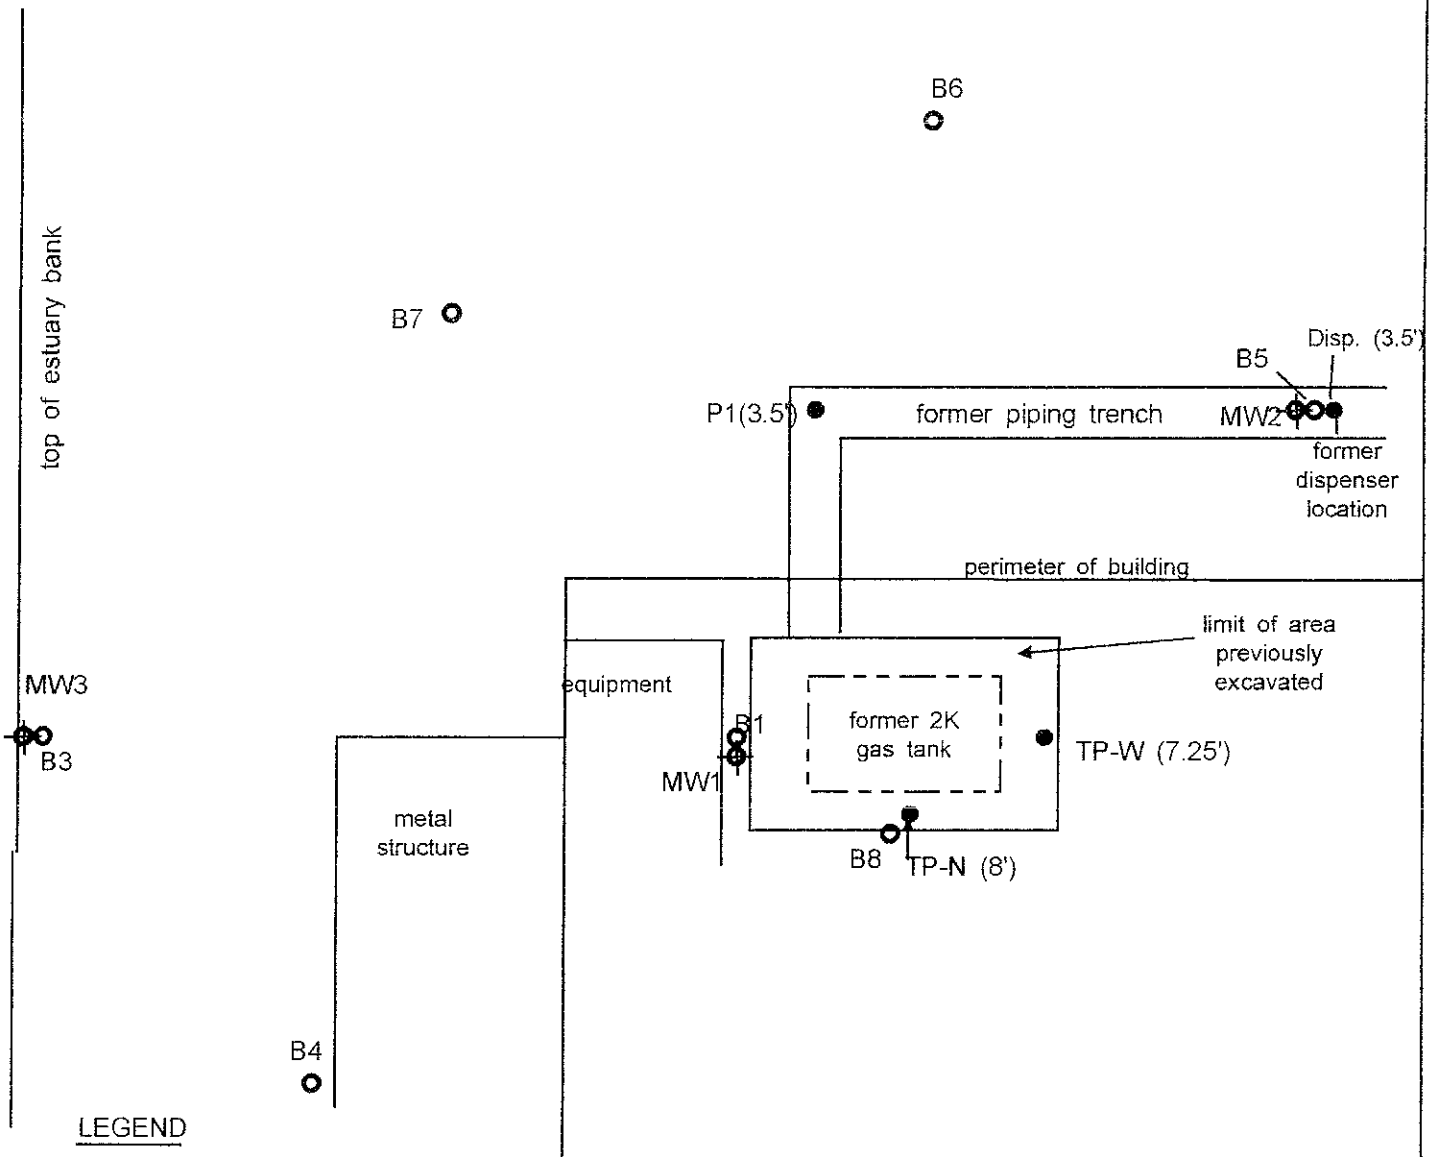 B6
top of estuary bank
B7
Disp. (3.5')
B5
P1(3.5')
former piping trench
MW2
former
dispenser
location
perimeter of building
limit of area
previously
excavated
MW3
equipment
B1
former 2K
gas tank
B3
TP-W (7.25')
MW1
metal
structure
B8
TP-N (8')
B4
LEGEND